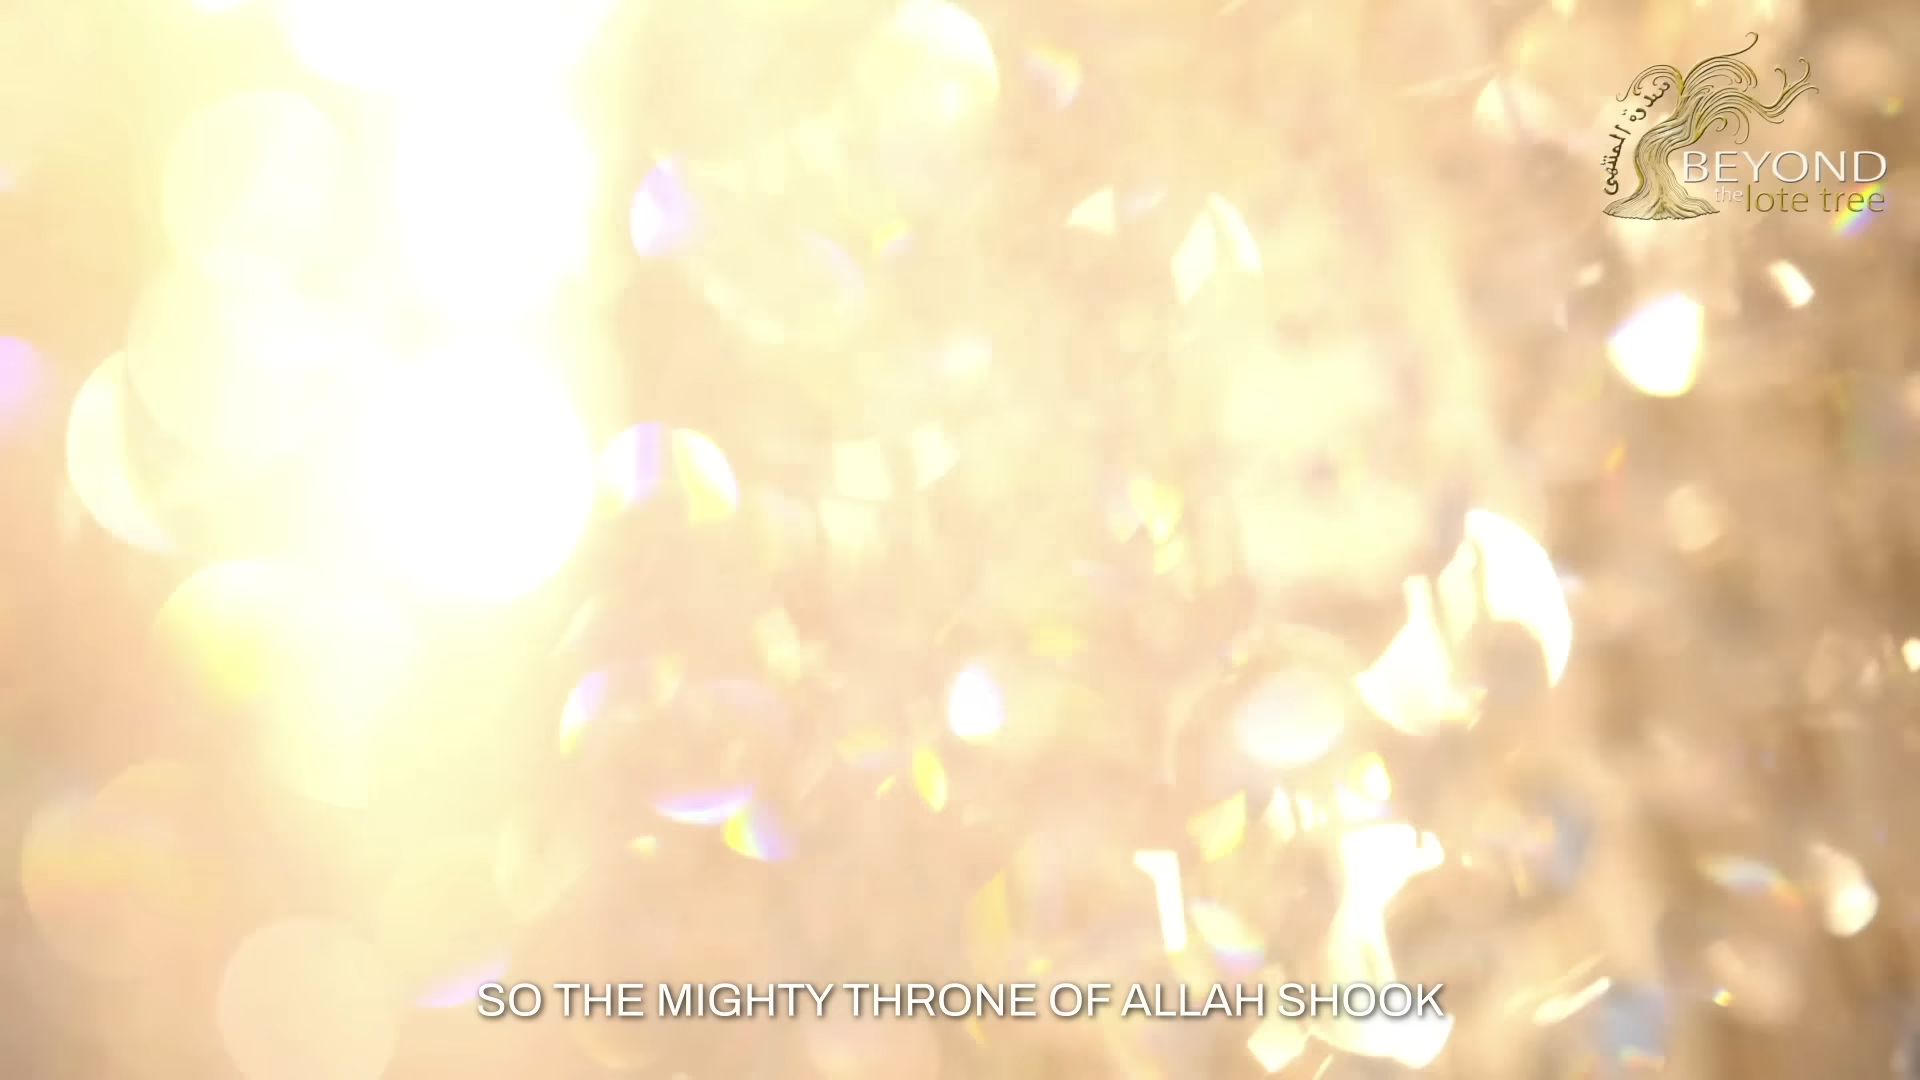 سدرة المنتهى
BEYOND
the lote tree
SO THE MIGHTY THRONE OF ALLAH SHOOK